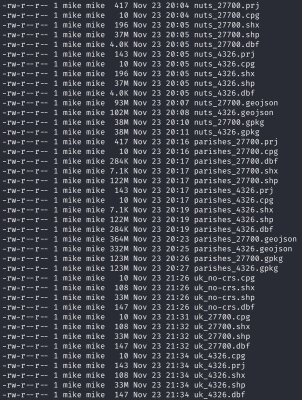 -rw-r--r-- 1 mike mike  417 Nov 23 20:04 nuts_27700.prj
-rw-r--r-- 1 mike mike   10 Nov 23 20:04 nuts_27700.cpg
-rw-r--r-- 1 mike mike  196 Nov 23 20:05 nuts_27700.shx
-rw-r--r-- 1 mike mike  37M Nov 23 20:05 nuts_27700.shp
-rw-r--r-- 1 mike mike 4.0K Nov 23 20:05 nuts_27700.dbf
-rw-r--r-- 1 mike mike  143 Nov 23 20:05 nuts_4326.prj
-rw-r--r-- 1 mike mike   10 Nov 23 20:05 nuts_4326.cpg
-rw-r--r-- 1 mike mike  196 Nov 23 20:05 nuts_4326.shx
-rw-r--r-- 1 mike mike  37M Nov 23 20:05 nuts_4326.shp
-rw-r--r-- 1 mike mike 4.0K Nov 23 20:05 nuts_4326.dbf
-rw-r--r-- 1 mike mike  93M Nov 23 20:07 nuts_27700.geojson
-rw-r--r-- 1 mike mike 102M Nov 23 20:08 nuts_4326.geojson
-rw-r--r-- 1 mike mike  38M Nov 23 20:10 nuts_27700.gpkg
-rw-r--r-- 1 mike mike  38M Nov 23 20:11 nuts_4326.gpkg
-rw-r--r-- 1 mike mike  417 Nov 23 20:16 parishes_27700.prj
-rw-r--r-- 1 mike mike   10 Nov 23 20:16 parishes_27700.cpg
-rw-r--r-- 1 mike mike 284K Nov 23 20:17 parishes_27700.dbf
-rw-r--r-- 1 mike mike 7.1K Nov 23 20:17 parishes_27700.shx
-rw-r--r-- 1 mike mike 122M Nov 23 20:17 parishes_27700.shp
-rw-r--r-- 1 mike mike  143 Nov 23 20:17 parishes_4326.prj
-rw-r--r-- 1 mike mike   10 Nov 23 20:17 parishes_4326.cpg
-rw-r--r-- 1 mike mike 7.1K Nov 23 20:19 parishes_4326.shx
-rw-r--r-- 1 mike mike 122M Nov 23 20:19 parishes_4326.shp
-rw-r--r-- 1 mike mike 284K Nov 23 20:19 parishes_4326.dbf
-rw-r--r-- 1 mike mike 364M Nov 23 20:23 parishes_27700.geojson
-rw-r--r-- 1 mike mike 332M Nov 23 20:25 parishes_4326.geojson
-rw-r--r-- 1 mike mike 123M Nov 23 20:26 parishes_27700.gpkg
-rw-r--r-- 1 mike mike 123M Nov 23 20:27 parishes_4326.gpkg
-rw-r--r-- 1 mike mike   10 Nov 23 21:26 uk_no-crs.cpg
-rw-r--r-- 1 mike mike  108 Nov 23 21:26 uk_no-crs.shx
-rw-r--r-- 1 mike mike  33M Nov 23 21:26 uk_no-crs.shp
-rw-r--r-- 1 mike mike  147 Nov 23 21:26 uk_no-crs.dbf
-rw-r--r-- 1 mike mike   10 Nov 23 21:31 uk_27700.cpg
-rw-r--r-- 1 mike mike  108 Nov 23 21:32 uk_27700.shx
-rw-r--r-- 1 mike mike  33M Nov 23 21:32 uk_27700.shp
-rw-r--r-- 1 mike mike  147 Nov 23 21:32 uk_27700.dbf
-rw-r--r-- 1 mike mike   10 Nov 23 21:34 uk_4326.cpg
-rw-r--r-- 1 mike mike  143 Nov 23 21:34 uk_4326.prj
-rw-r--r-- 1 mike mike  108 Nov 23 21:34 uk_4326.shx
-rw-r--r-- 1 mike mike  33M Nov 23 21:34 uk_4326.shp
-rw-r--r-- 1 mike mike  147 Nov 23 21:34 uk_4326.dbf